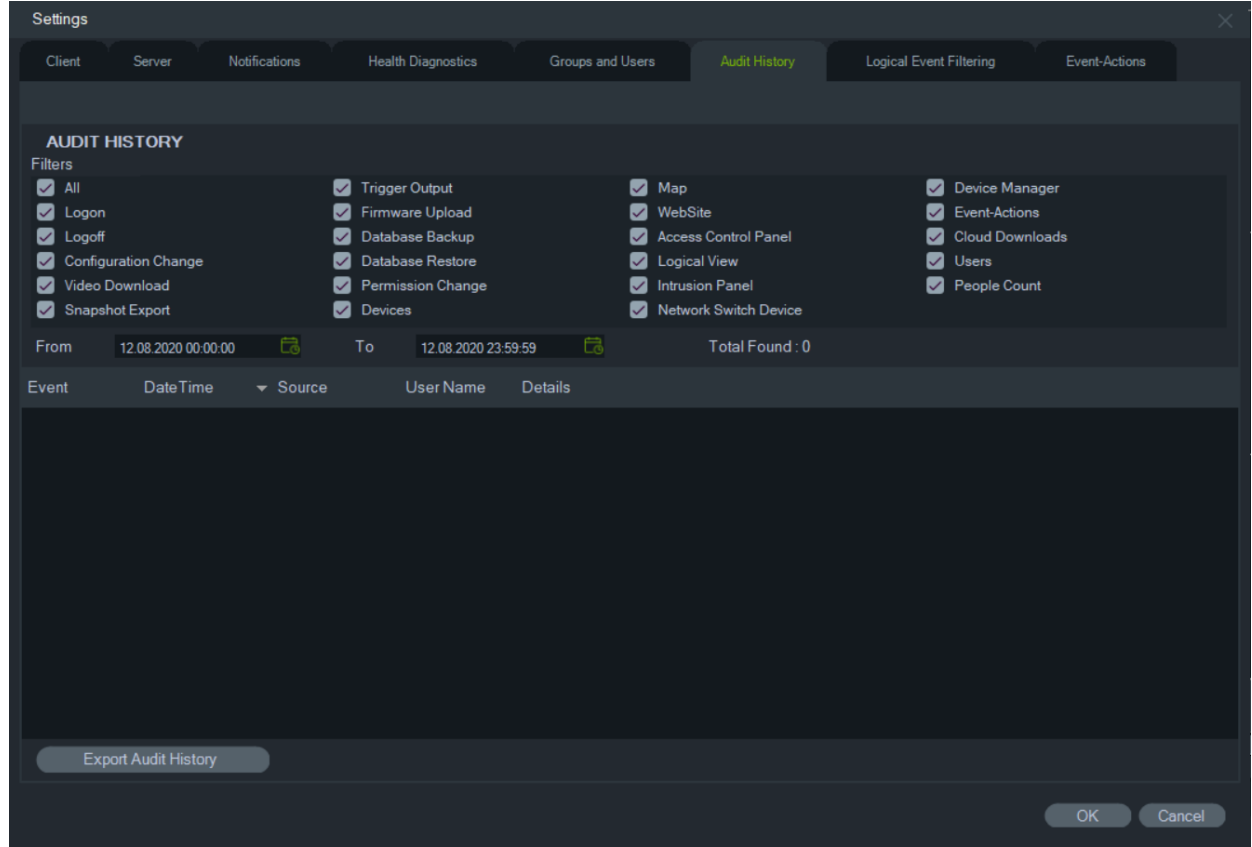 Settings
Client Server Notifications Health Diagnostics Groups and Users Audit History Logical Event Filtering Event-Actions
AUDIT HISTORY
Filters
All Trigger Output Map Device Manager
Logon Firmware Upload WebSite Event-Actions
Logoff Database Backup Access Control Panel Cloud Downloads
Configuration Change Database Restore Logical View Users
Video Download Permission Change Intrusion Panel People Count
Snapshot Export Devices Network Switch Device
From 12.08.2020 00:00:00 To 12.08.2020 23:59:59 Total Found : 0
Event DateTime Source User Name Details
Export Audit History
OK Cancel